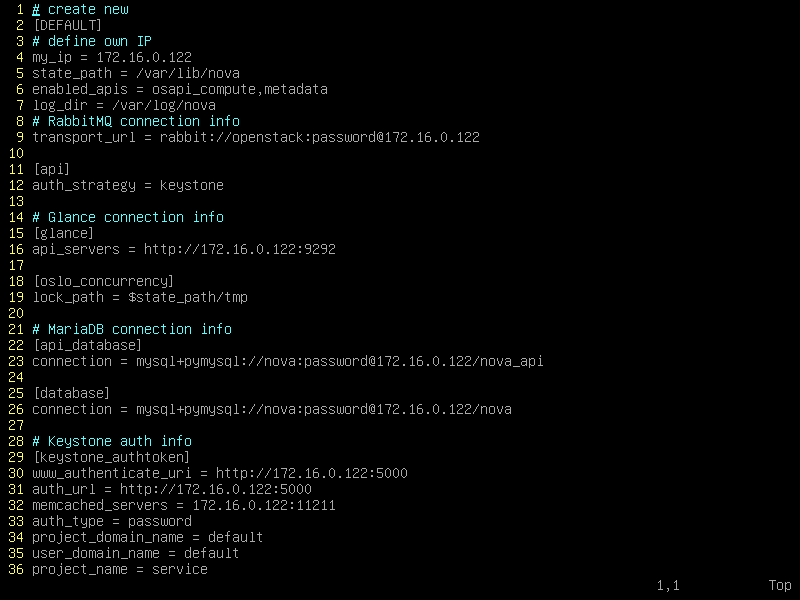 1 # create new
2 [DEFAULT]
3 # define own IP
4 my_ip = 172.16.0.122
5 state_path = /var/lib/nova
6 enabled_apis = osapi_compute,metadata
7 log_dir = /var/log/nova
8 # RabbitMQ connection info
9 transport_url = rabbit://openstack:password@172.16.0.122
10
11 [api]
12 auth_strategy = keystone
13
14 # Glance connection info
15 [glance]
16 api_servers = http://172.16.0.122:9292
17
18 [oslo_concurrency]
19 lock_path = $state_path/tmp
20
21 # MariaDB connection info
22 [api_database]
23 connection = mysql+pymysql://nova:password@172.16.0.122/nova_api
24
25 [database]
26 connection = mysql+pymysql://nova:password@172.16.0.122/nova
27
28 # Keystone auth info
29 [keystone_authtoken]
30 www_authenticate_uri = http://172.16.0.122:5000
31 auth_url = http://172.16.0.122:5000
32 memcached_servers = 172.16.0.122:11211
33 auth_type = password
34 project_domain_name = default
35 user_domain_name = default
36 project_name = service
1,1 Top